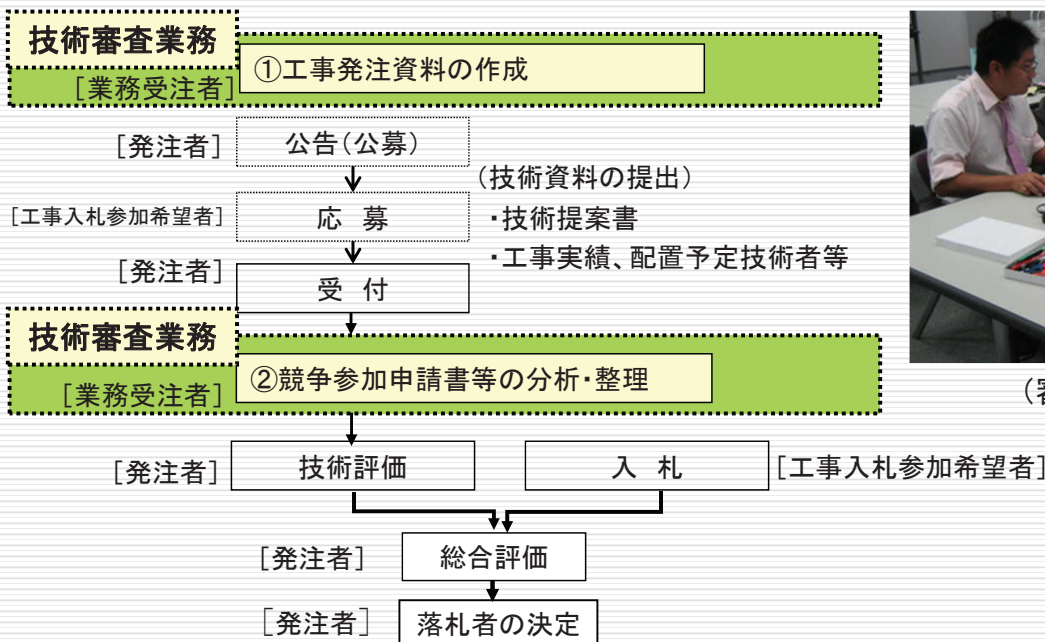 技術審査業務
①工事発注資料の作成
[業務受注者]
[発注者]
公告(公募)
(技術資料の提出)
[工事入札参加希望者]
応 募
・技術提案書
・工事実績、配置予定技術者等
[発注者]
受 付
技術審査業務
②競争参加申請書等の分析・整理
[業務受注者]
(審
[発注者]
技術評価
入 札
[工事入札参加希望者]
[発注者]
総合評価
[発注者]
落札者の決定